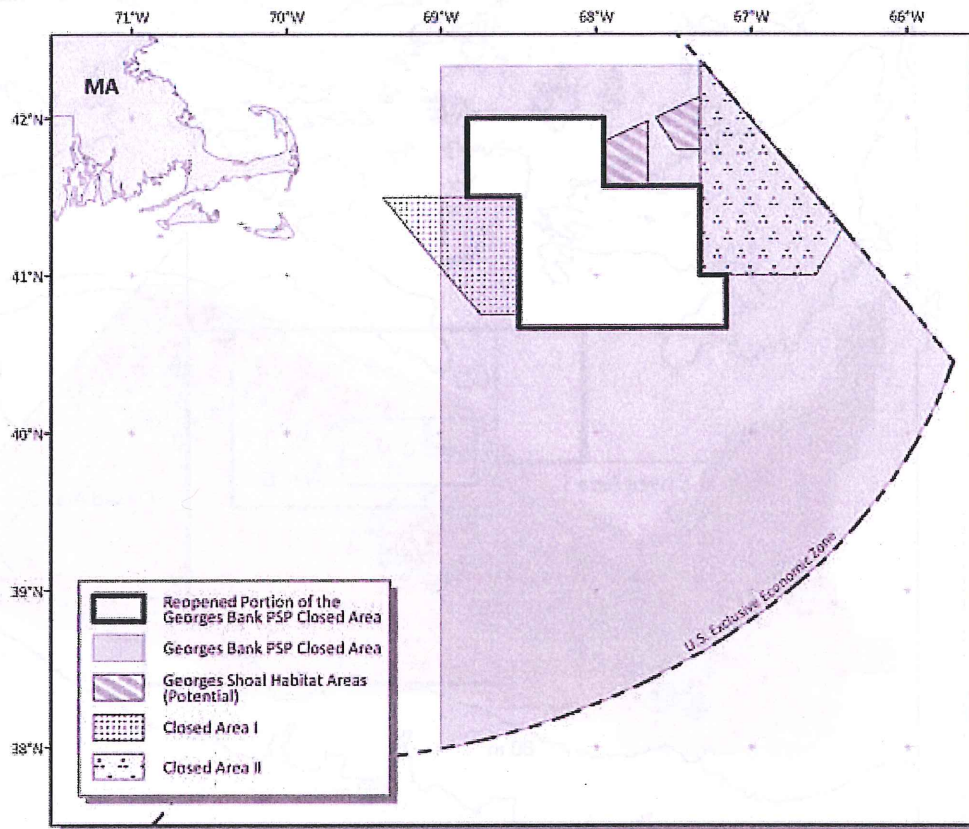 71°W 70°W 69°W 68°W 67°W 66°W
MA
42°N
41°N
40°N
39°N
38°N
U.S. Exclusive Economic Zone
Reopened Portion of the
Georges Bank PSP Closed Area
Georges Bank PSP Closed Area
Georges Shoal Habitat Areas
(Potential)
Closed Area I
Closed Area II